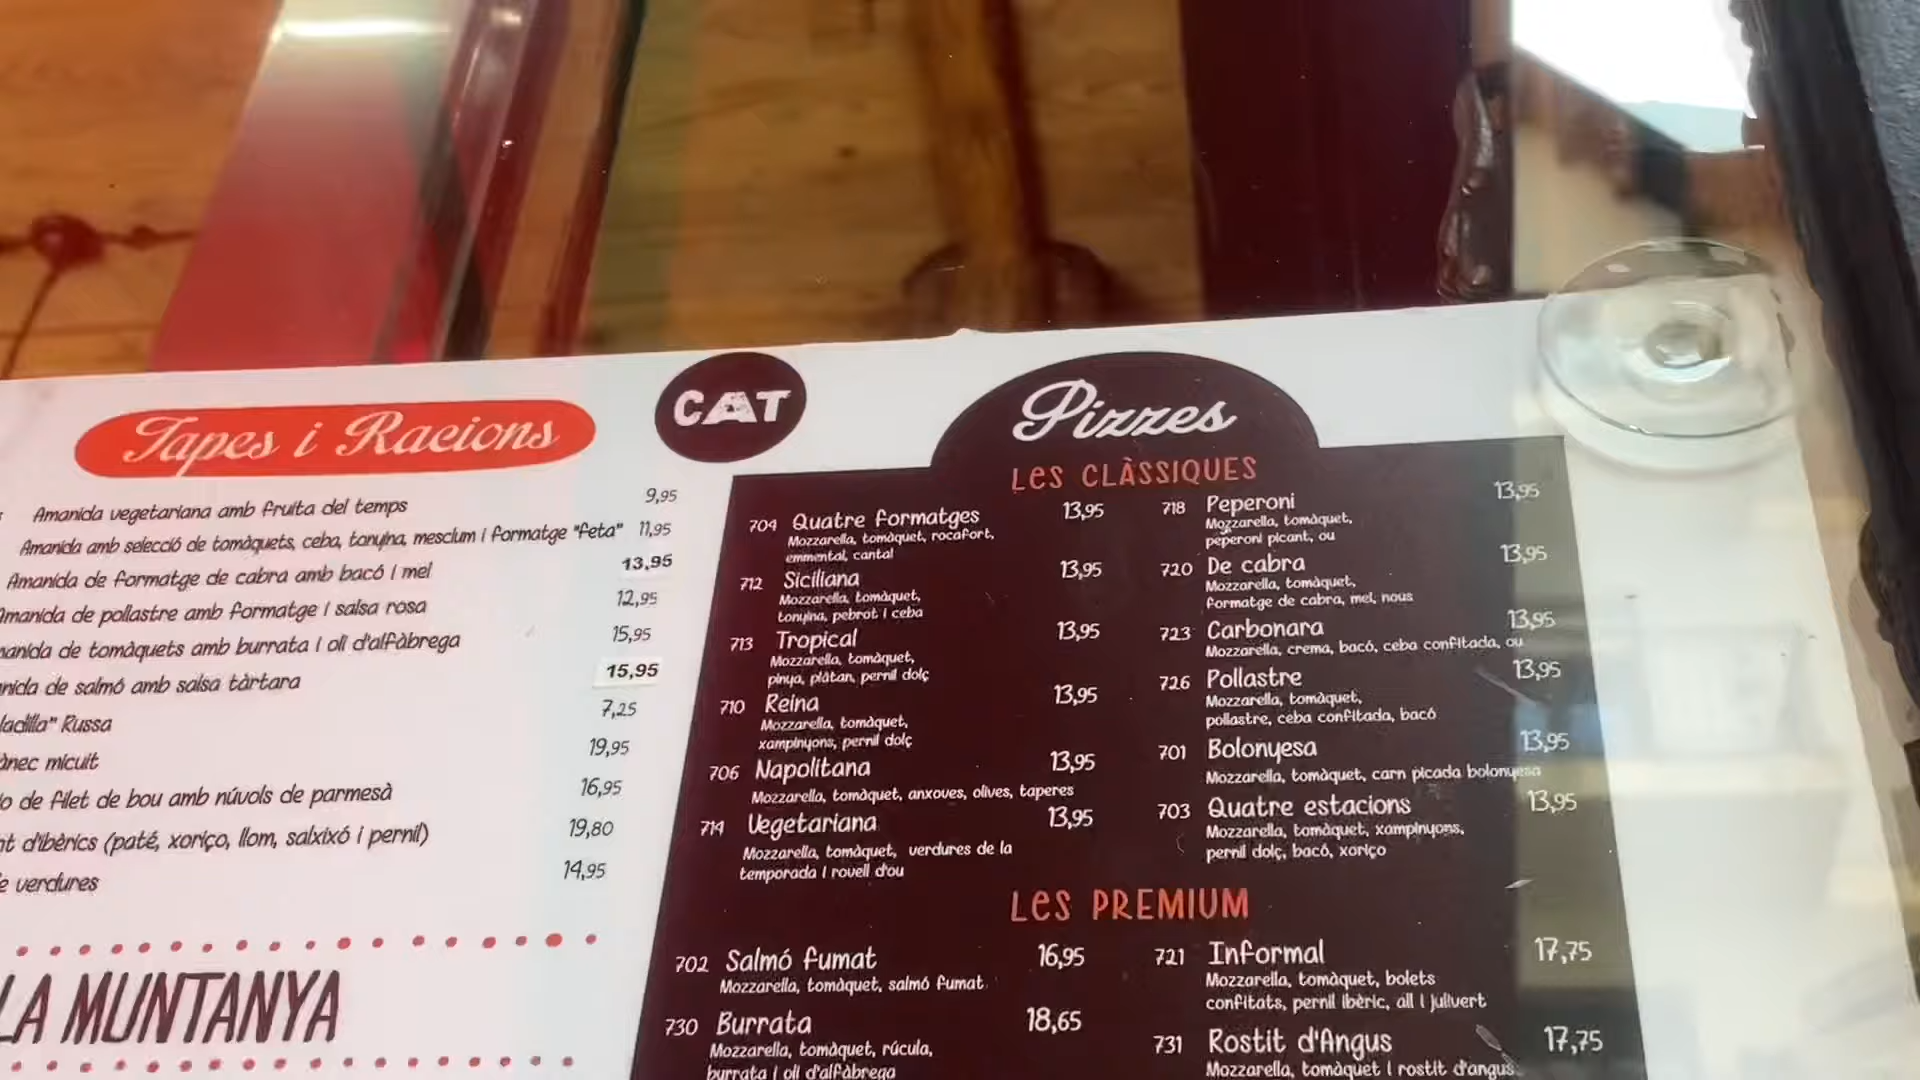 Tapes i Racions
Amanida vegetariana amb fruita del temps 9,95
Amanida amb selecció de tomàquets, ceba, tonyina, mesclum i formatge "feta" 11,95
Amanida de formatge de cabra amb bacó i mel 13,95
Amanida de pollastre amb formatge i salsa rosa 12,95
de tomàquets amb burrata i oli d'alfàbrega 15,95
de salmó amb salsa tàrtara 15,95
Russa 7,25
micuit 19,95
de filet de bou amb núvols de parmesà 16,95
d'ibèrics (paté, xoriço, llom, salxixó i pernil) 19,80
verdures 14,95
LA MUNTANYA
CAT
Pizzes
Les CLÀSSIQUES
704 Quatre formatges 13,95
Mozzarella, tomàquet, rocafort,
emmental, cantal
712 Siciliana 13,95
Mozzarella, tomàquet,
tonyina, pebrot i ceba
713 Tropical 13,95
Mozzarella, tomàquet,
pinya, plàtan, pernil dolç
710 Reina 13,95
Mozzarella, tomàquet,
xampinyons, pernil dolç
706 Napolitana 13,95
Mozzarella, tomàquet, anxoves, olives, taperes
714 Vegetariana 13,95
Mozzarella, tomàquet, verdures de la
temporada i rovell d'ou
718 Peperoni 13,95
Mozzarella, tomàquet,
peperoni picant, ou
720 De cabra 13,95
Mozzarella, tomàquet,
formatge de cabra, mel, nous
723 Carbonara 13,95
Mozzarella, crema, bacó, ceba confitada, ou
726 Pollastre 13,95
Mozzarella, tomàquet,
pollastre, ceba confitada, bacó
701 Bolonyesa 13,95
Mozzarella, tomàquet, carn picada bolonyesa
703 Quatre estacions 13,95
Mozzarella, tomàquet, xampinyons,
pernil dolç, bacó, xoriço
Les PREMIUM
702 Salmó fumat 16,95
Mozzarella, tomàquet, salmó fumat
730 Burrata 18,65
Mozzarella, tomàquet, rúcula,
burrata i oli d'alfàbrega
721 Informal 17,75
Mozzarella, tomàquet, bolets
confitats, pernil ibèric, all i julivert
731 Rostit d'Angus 17,75
Mozzarella, tomàquet i rostit d'angus